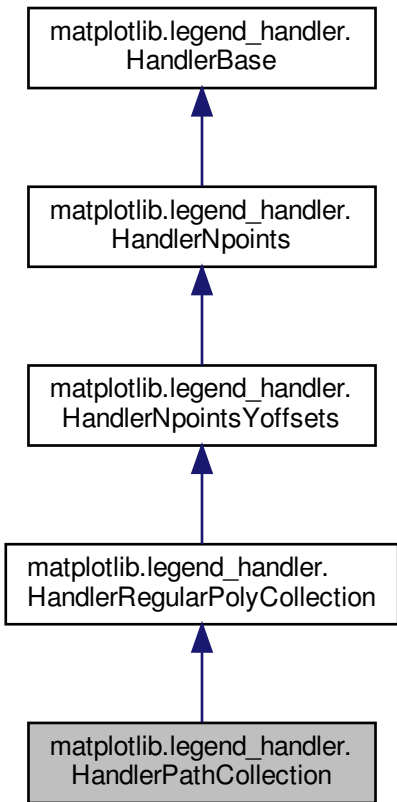 matplotlib.legend_handler.
HandlerBase
matplotlib.legend_handler.
HandlerNpoints
matplotlib.legend_handler.
HandlerNpointsYoffsets
matplotlib.legend_handler.
HandlerRegularPolyCollection
matplotlib.legend_handler.
HandlerPathCollection